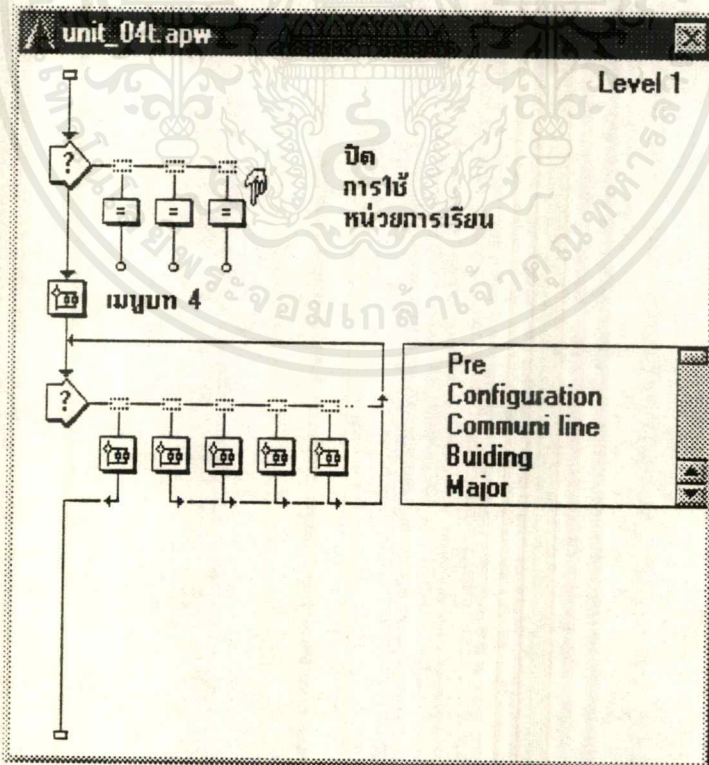 unit_04t.apw
Level 1
ปิด
การใช้
หน่วยการเรียน
เมนูบท 4
Pre
Configuration
Communi line
Buiding
Major